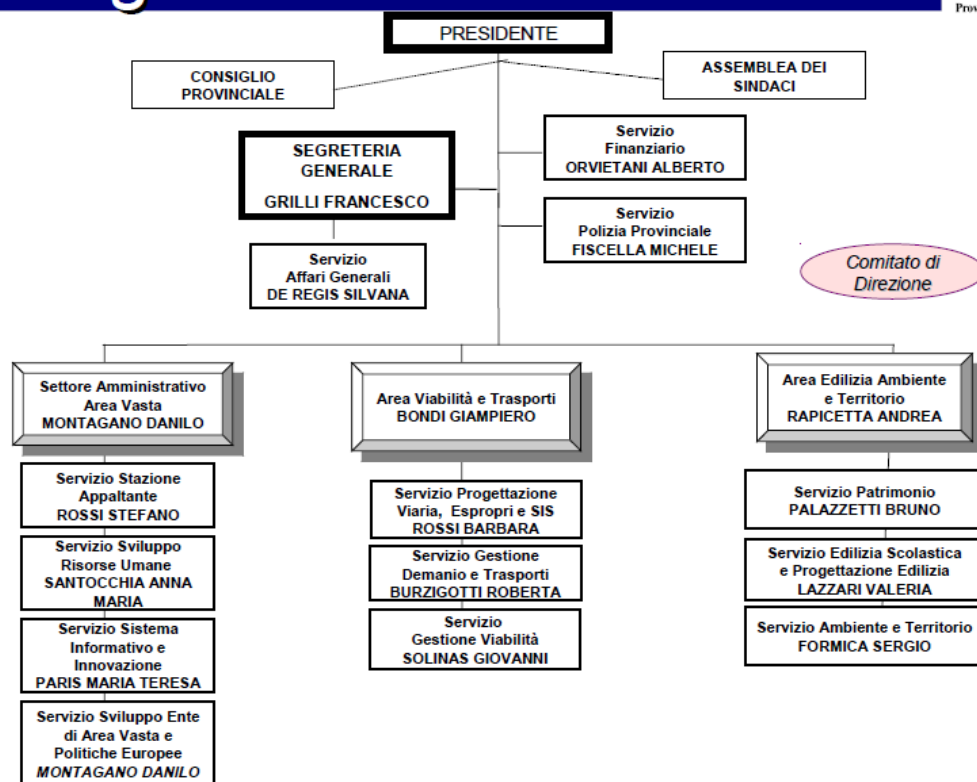 PRESIDENTE
CONSIGLIO
PROVINCIALE
ASSEMBLEA DEI
SINDACI
SEGRETERIA
GENERALE
GRILLI FRANCESCO
Servizio
Finanziario
ORVIETANI ALBERTO
Servizio
Polizia Provinciale
FISCELLA MICHELE
Servizio
Affari Generali
DE REGIS SILVANA
Comitato di
Direzione
Settore Amministrativo
Area Vasta
MONTAGANO DANILO
Servizio Stazione
Appaltante
ROSSI STEFANO
Servizio Sviluppo
Risorse Umane
SANTOCCHIA ANNA
MARIA
Servizio Sistema
Informativo e
Innovazione
PARIS MARIA TERESA
Servizio Sviluppo Ente
di Area Vasta e
Politiche Europee
MONTAGANO DANILO
Area Viabilità e Trasporti
BONDI GIAMPIERO
Servizio Progettazione
Viaria, Espropri e SIS
ROSSI BARBARA
Servizio Gestione
Demanio e Trasporti
BURZIGOTTI ROBERTA
Servizio
Gestione Viabilità
SOLINAS GIOVANNI
Area Edilizia Ambiente
e Territorio
RAPICETTA ANDREA
Servizio Patrimonio
PALAZZETTI BRUNO
Servizio Edilizia Scolastica
e Progettazione Edilizia
LAZZARI VALERIA
Servizio Ambiente e Territorio
FORMICA SERGIO